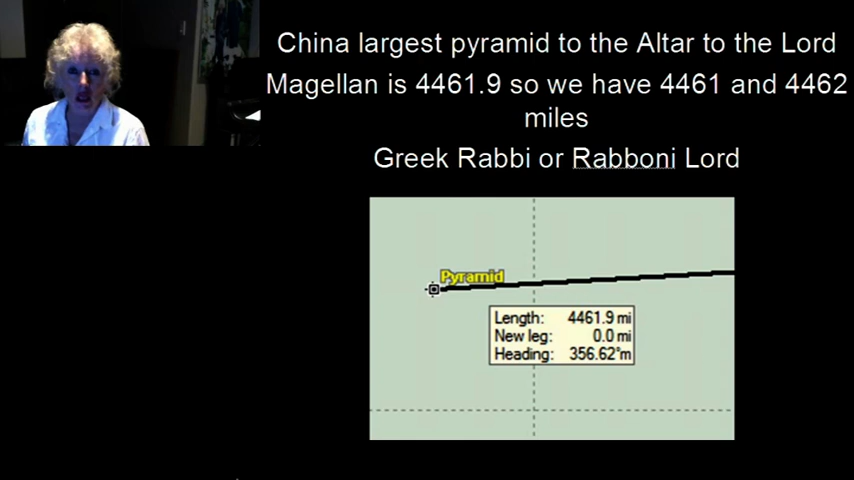 China largest pyramid to the Altar to the Lord
Magellan is 4461.9 so we have 4461 and 4462
miles
Greek Rabbi or Rabboni Lord
Pyramid
Length: 4461.9 mi
New leg: 0.0 mi
Heading: 356.62°m